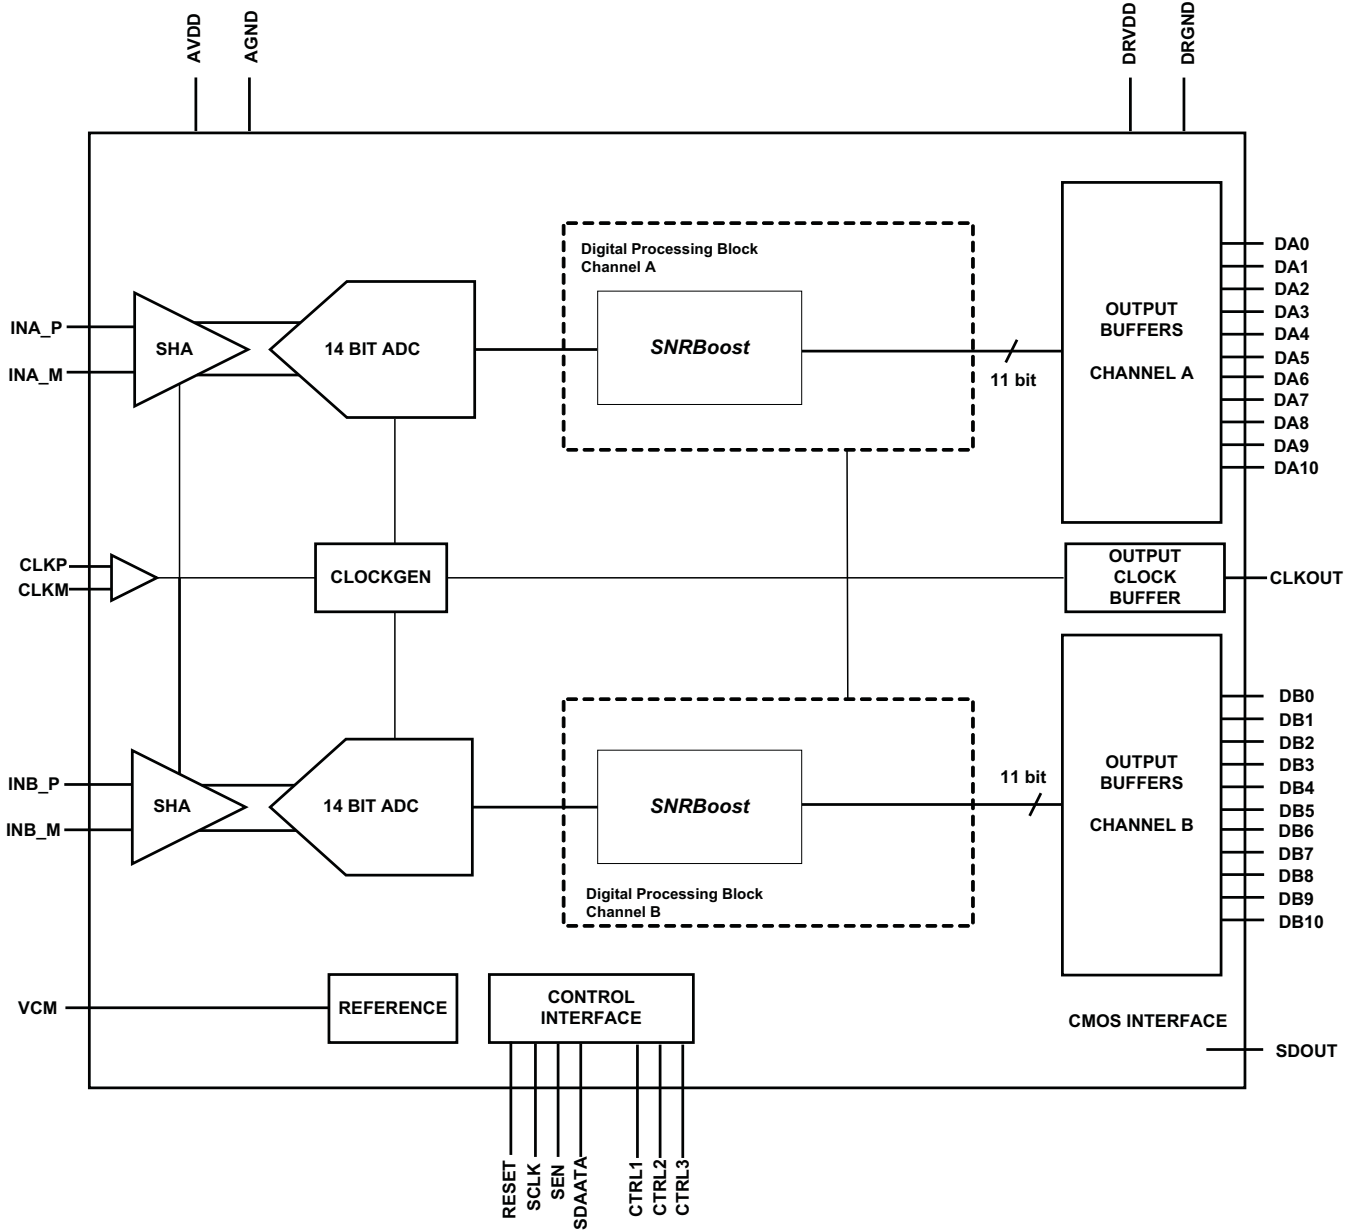 AVDD
AGND
DRVDD
DRGND
Digital Processing Block
Channel A
INA_P
INA_M
SHA
14 BIT ADC
SNRBoost
11 bit
OUTPUT
BUFFERS
CHANNEL A
DA0
DA1
DA2
DA3
DA4
DA5
DA6
DA7
DA8
DA9
DA10
CLKP
CLKM
CLOCKGEN
OUTPUT
CLOCK
BUFFER
CLKOUT
INB_P
INB_M
SHA
14 BIT ADC
SNRBoost
Digital Processing Block
Channel B
11 bit
OUTPUT
BUFFERS
CHANNEL B
DB0
DB1
DB2
DB3
DB4
DB5
DB6
DB7
DB8
DB9
DB10
VCM
REFERENCE
CONTROL
INTERFACE
CMOS INTERFACE
SDOUT
RESET
SCLK
SEN
SDAATA
CTRL1
CTRL2
CTRL3